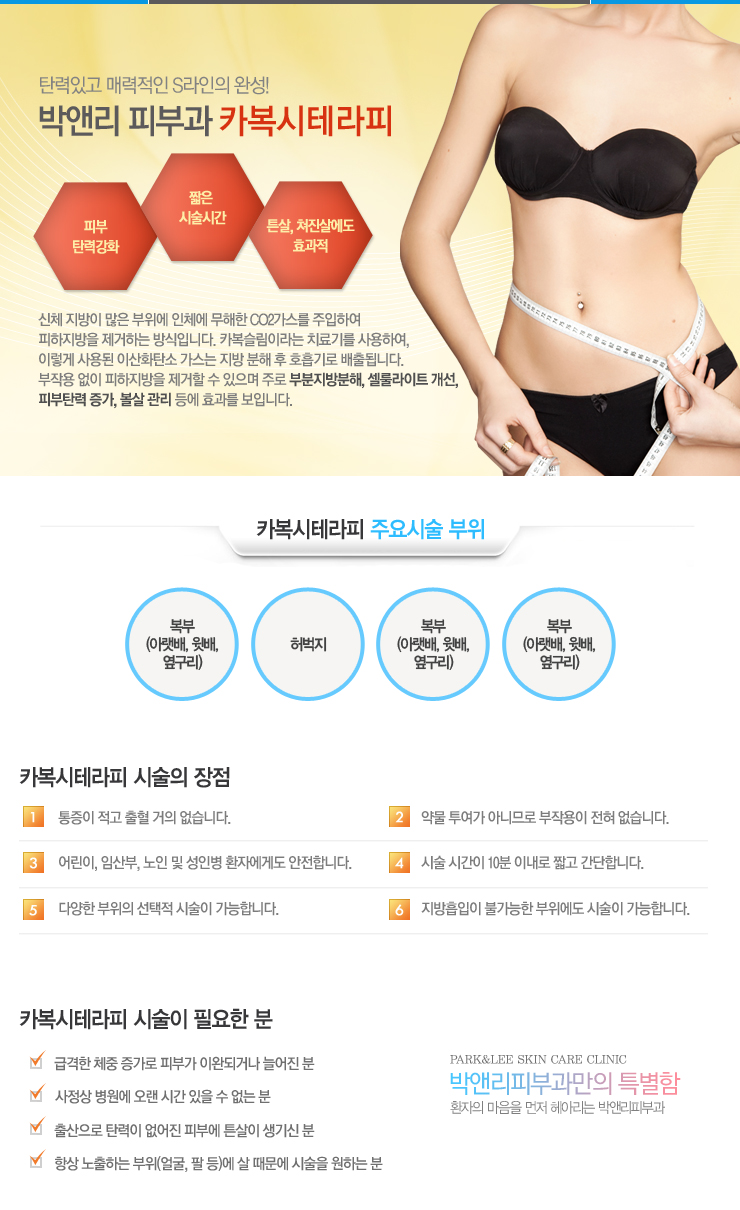 탄력있고 매력적인 S라인의 완성!
박앤리 피부과 카복시테라피
피부
탄력강화
짧은
시술시간
튼살, 쳐진살에도
효과적
신체 지방이 많은 부위에 인체에 무해한 CO2가스를 주입하여
피하지방을 제거하는 방식입니다. 카복슬림이라는 치료기를 사용하여,
이렇게 사용된 이산화탄소 가스는 지방 분해 후 호흡기로 배출됩니다.
부작용 없이 피하지방을 제거할 수 있으며 주로 부분지방분해, 셀룰라이트 개선,
피부탄력 증가, 볼살 관리 등에 효과를 보입니다.
카복시테라피 주요시술 부위
복부
(아랫배, 윗배,
옆구리)
허벅지
복부
(아랫배, 윗배,
옆구리)
복부
(아랫배, 윗배,
옆구리)
카복시테라피 시술의 장점
1 통증이 적고 출혈 거의 없습니다.
2 약물 투여가 아니므로 부작용이 전혀 없습니다.
3 어린이, 임산부, 노인 및 성인병 환자에게도 안전합니다.
4 시술 시간이 10분 이내로 짧고 간단합니다.
5 다양한 부위의 선택적 시술이 가능합니다.
6 지방흡입이 불가능한 부위에도 시술이 가능합니다.
카복시테라피 시술이 필요한 분
급격한 체중 증가로 피부가 이완되거나 늘어진 분
사정상 병원에 오랜 시간 있을 수 없는 분
출산으로 탄력이 없어진 피부에 튼살이 생기신 분
항상 노출하는 부위(얼굴, 팔 등)에 살 때문에 시술을 원하는 분
PARK&LEE SKIN CARE CLINIC
박앤리피부과만의 특별함
환자의 마음을 먼저 헤아리는 박앤리피부과